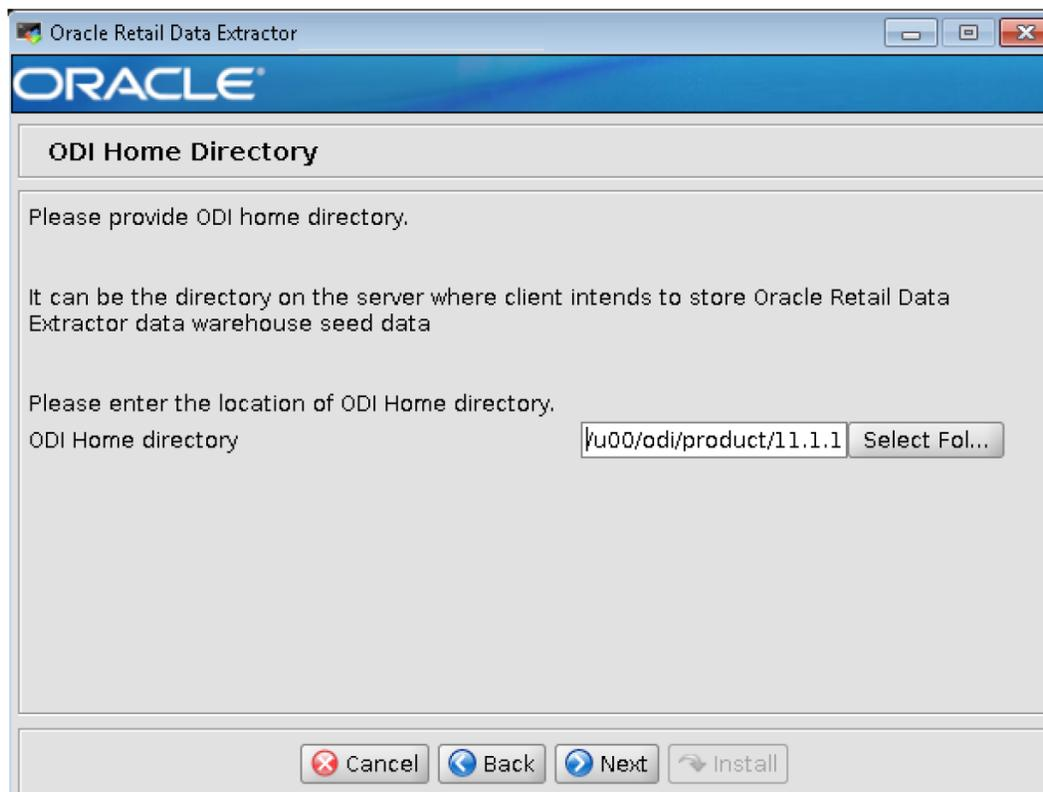 Oracle Retail Data Extractor
ORACLE®
ODI Home Directory
Please provide ODI home directory.
It can be the directory on the server where client intends to store Oracle Retail Data
Extractor data warehouse seed data
Please enter the location of ODI Home directory.
ODI Home directory
/u00/odi/product/11.1.1
Select Fol...
Cancel
Back
Next
Install